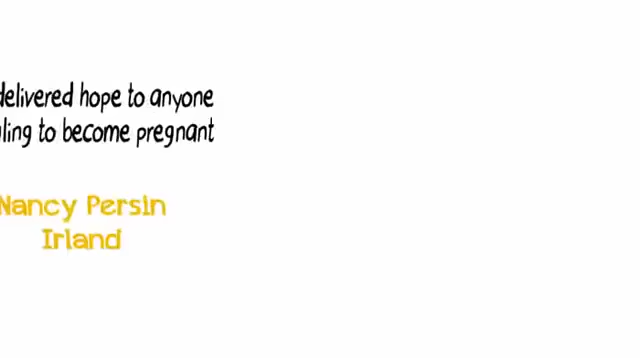 delivered hope to anyone
ling to become pregnant
Nancy Persin
Irland